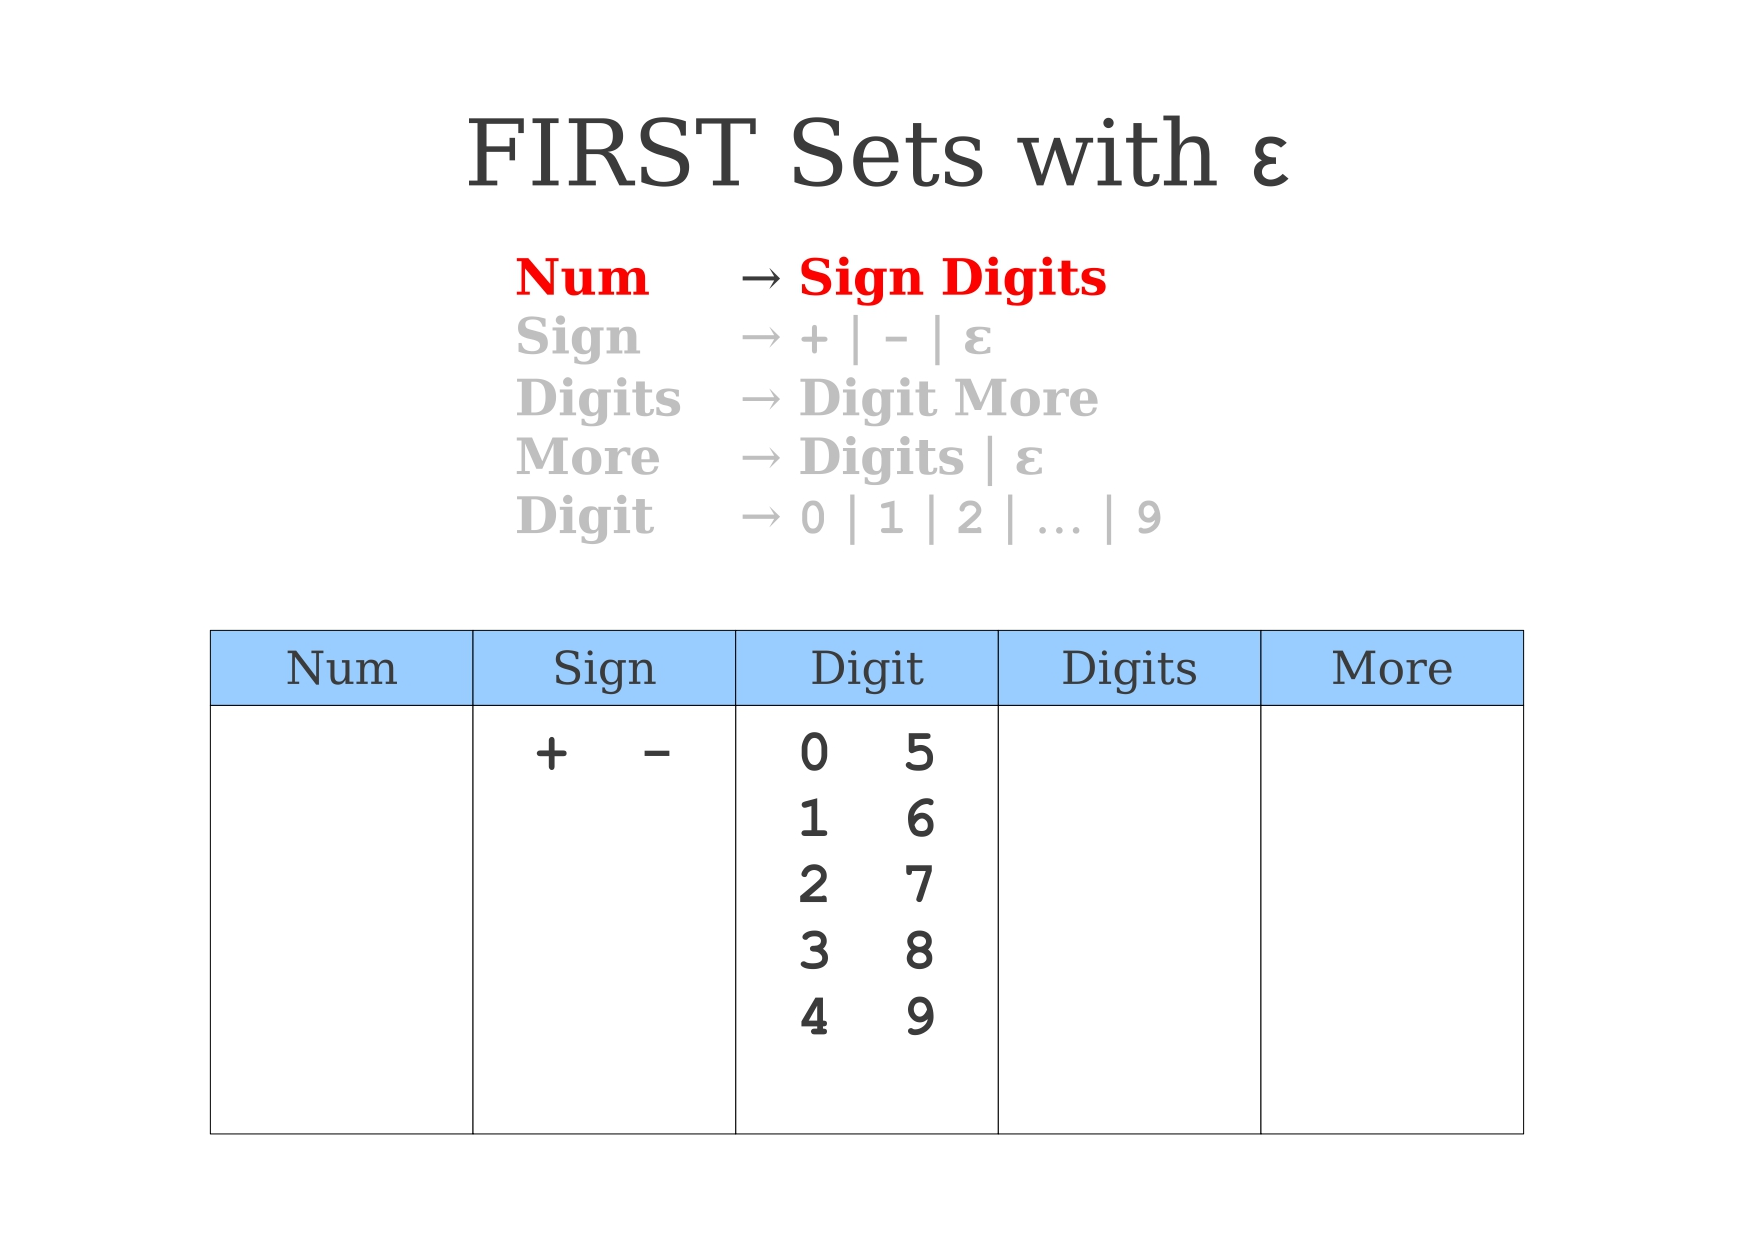 FIRST Sets with ε
Num → Sign Digits
Sign → + | - | ε
Digits → Digit More
More → Digits | ε
Digit → 0 | 1 | 2 | ... | 9
Num Sign Digit Digits More
+ - 0 5
1 6
2 7
3 8
4 9